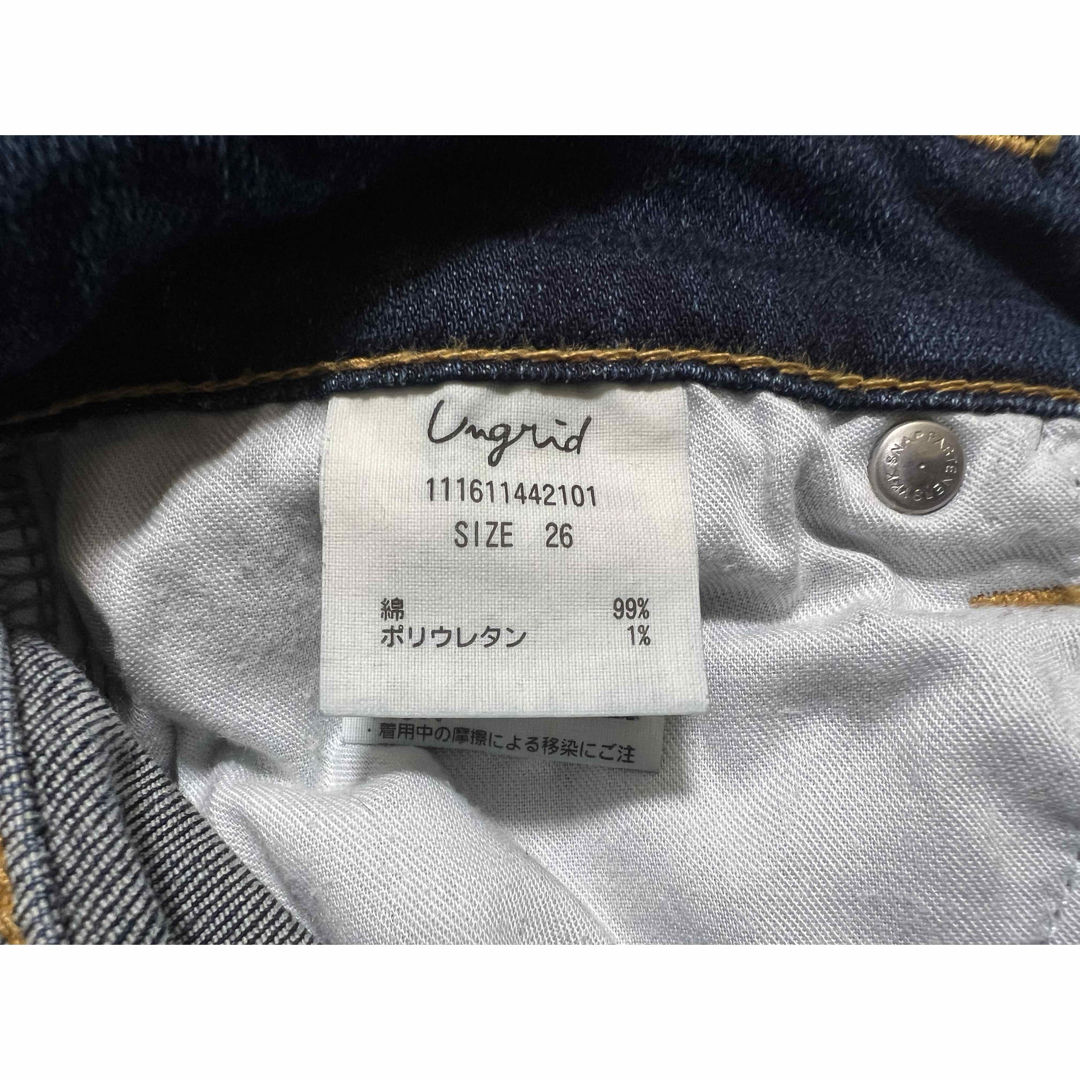 Ungrid
111611442101
SIZE 26
綿 99%
ポリウレタン 1%
・着用中の摩擦による移染にご注